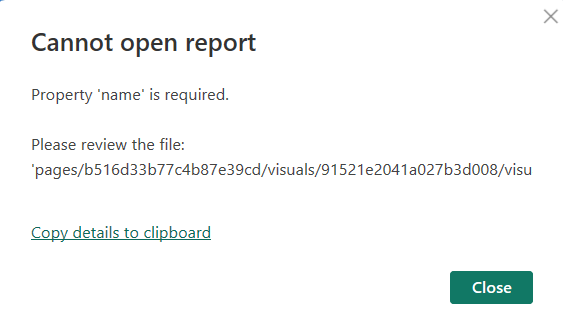 Cannot open report
Property 'name' is required.
Please review the file:
'pages/b516d33b77c4b87e39cd/visuals/91521e2041a027b3d008/visu
Copy details to clipboard
Close